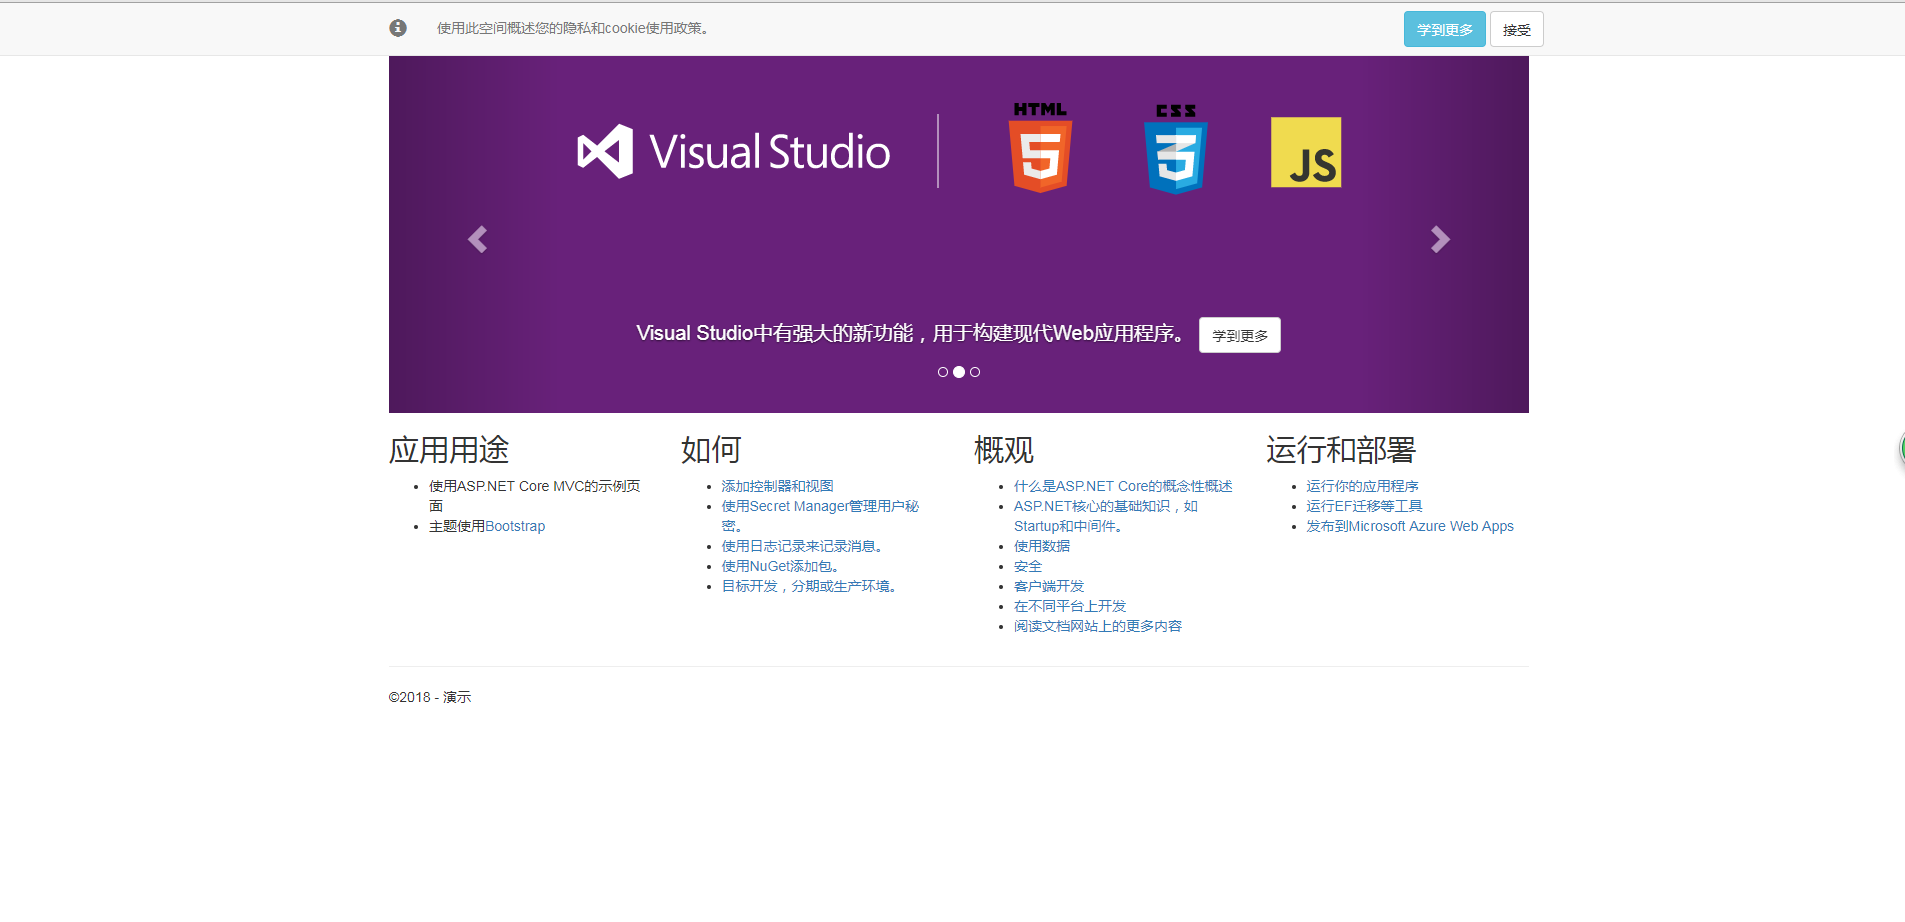 使用此空间概述您的隐私和cookie使用政策。
学到更多
接受
Visual Studio
HTML
5
CSS
3
JS
Visual Studio中有强大的新功能，用于构建现代Web应用程序。
学到更多
应用用途
使用ASP.NET Core MVC的示例页
面
主题使用Bootstrap
如何
添加控制器和视图
使用Secret Manager管理用户秘
密。
使用日志记录来记录消息。
使用NuGet添加包。
目标开发，分期或生产环境。
概观
什么是ASP.NET Core的概念性概述
ASP.NET核心的基础知识，如
Startup和中间件。
使用数据
安全
客户端开发
在不同平台上开发
阅读文档网站上的更多内容
运行和部署
运行你的应用程序
运行EF迁移等工具
发布到Microsoft Azure Web Apps
©2018 - 演示